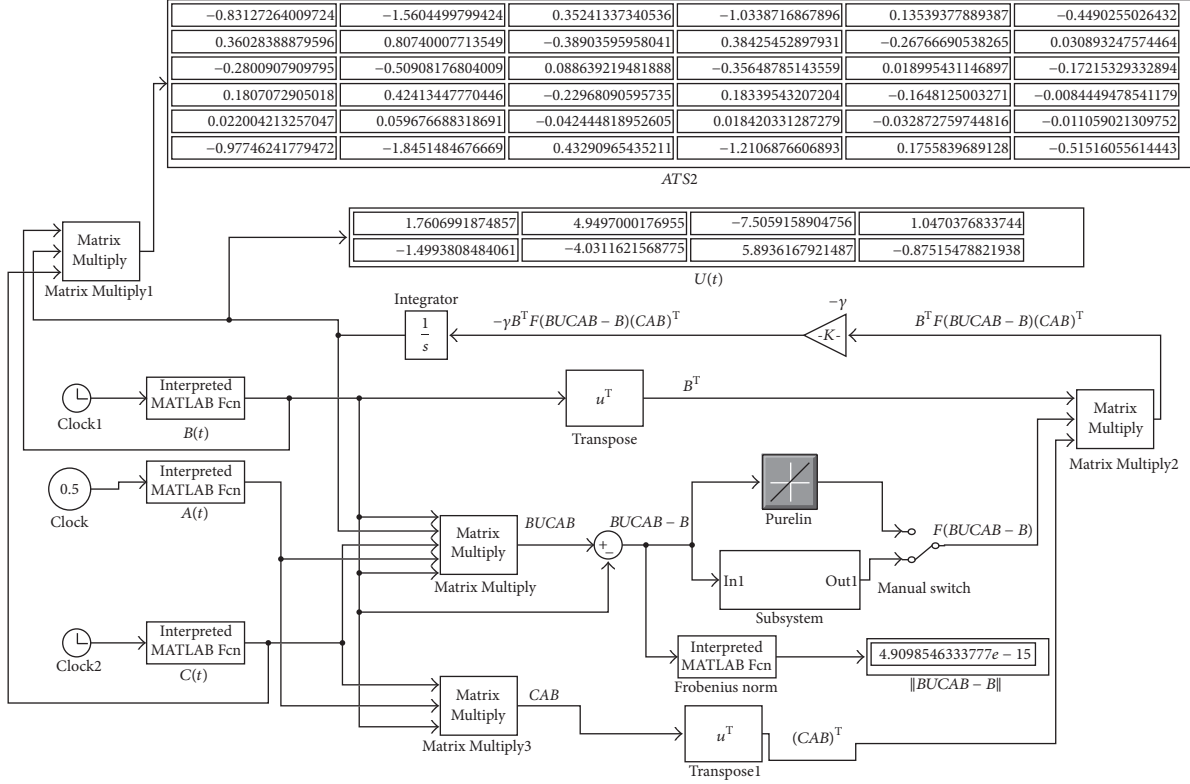 −0.83127264009724 −1.5604499799424 0.35241337340536 −1.0338716867896 0.13539377889387 −0.4490255026432
0.36028388879596 0.80740007713549 −0.38903595958041 0.38425452897931 −0.26766690538265 0.030893247574464
−0.2800907909795 −0.50908176804009 0.088639219481888 −0.35648785143559 0.018995431146897 −0.17215329332894
0.1807072905018 0.42413447770446 −0.22968090595735 0.18339543207204 −0.1648125003271 −0.0084449478541179
0.022004213257047 0.059676688318691 −0.042444818952605 0.018420331287279 −0.032872759744816 −0.011059021309752
−0.97746241779472 −1.8451484676669 0.43290965435211 −1.2106876606893 0.1755839689128 −0.51516055614443
ATS2
1.7606991874857 4.9497000176955 −7.5059158904756 1.0470376833744
−1.4993808484061 −4.0311621568775 5.8936167921487 −0.87515478821938
U(t)
Matrix
Multiply
Matrix Multiply1
Integrator
1
s
−γBᵀF(BUCAB − B)(CAB)ᵀ
−γ
-K-
BᵀF(BUCAB − B)(CAB)ᵀ
Clock1
Interpreted
MATLAB Fcn
B(t)
uᵀ
Transpose
Bᵀ
Matrix
Multiply
Matrix Multiply2
0.5
Clock
Interpreted
MATLAB Fcn
A(t)
Matrix
Multiply
Matrix Multiply
BUCAB
+
−
BUCAB − B
Purelin
In1 Out1
Subsystem
F(BUCAB − B)
Manual switch
Clock2
Interpreted
MATLAB Fcn
C(t)
Interpreted
MATLAB Fcn
Frobenius norm
4.9098546333777e − 15
‖BUCAB − B‖
Matrix
Multiply
Matrix Multiply3
CAB
uᵀ
Transpose1
(CAB)ᵀ